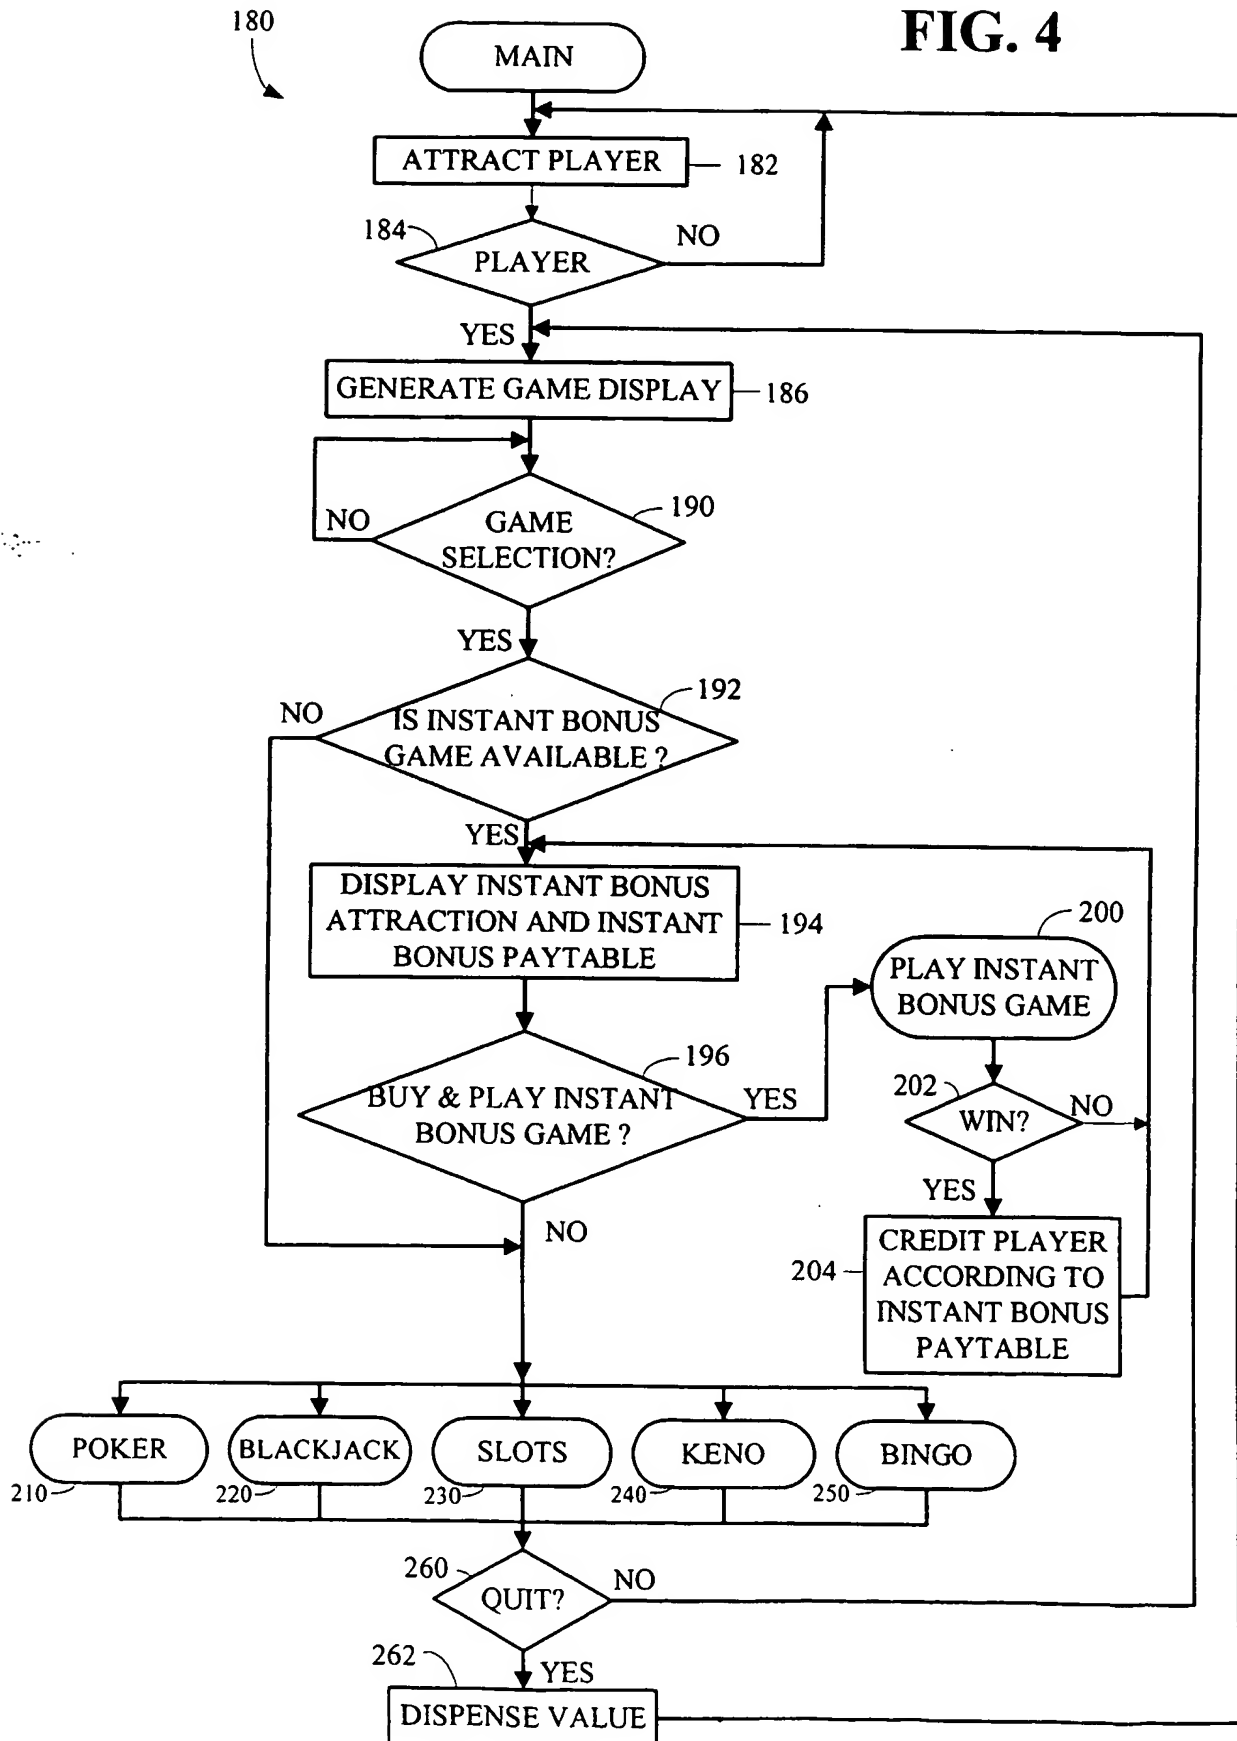 180
FIG. 4
MAIN
ATTRACT PLAYER
182
184
PLAYER
NO
YES
GENERATE GAME DISPLAY
186
NO
GAME
SELECTION?
190
YES
NO
IS INSTANT BONUS
GAME AVAILABLE ?
192
YES
DISPLAY INSTANT BONUS
ATTRACTION AND INSTANT
BONUS PAYTABLE
194
BUY & PLAY INSTANT
BONUS GAME ?
196
YES
NO
200
PLAY INSTANT
BONUS GAME
202
WIN?
NO
YES
204
CREDIT PLAYER
ACCORDING TO
INSTANT BONUS
PAYTABLE
POKER
BLACKJACK
SLOTS
KENO
BINGO
210
220
230
240
250
260
QUIT?
NO
YES
262
DISPENSE VALUE